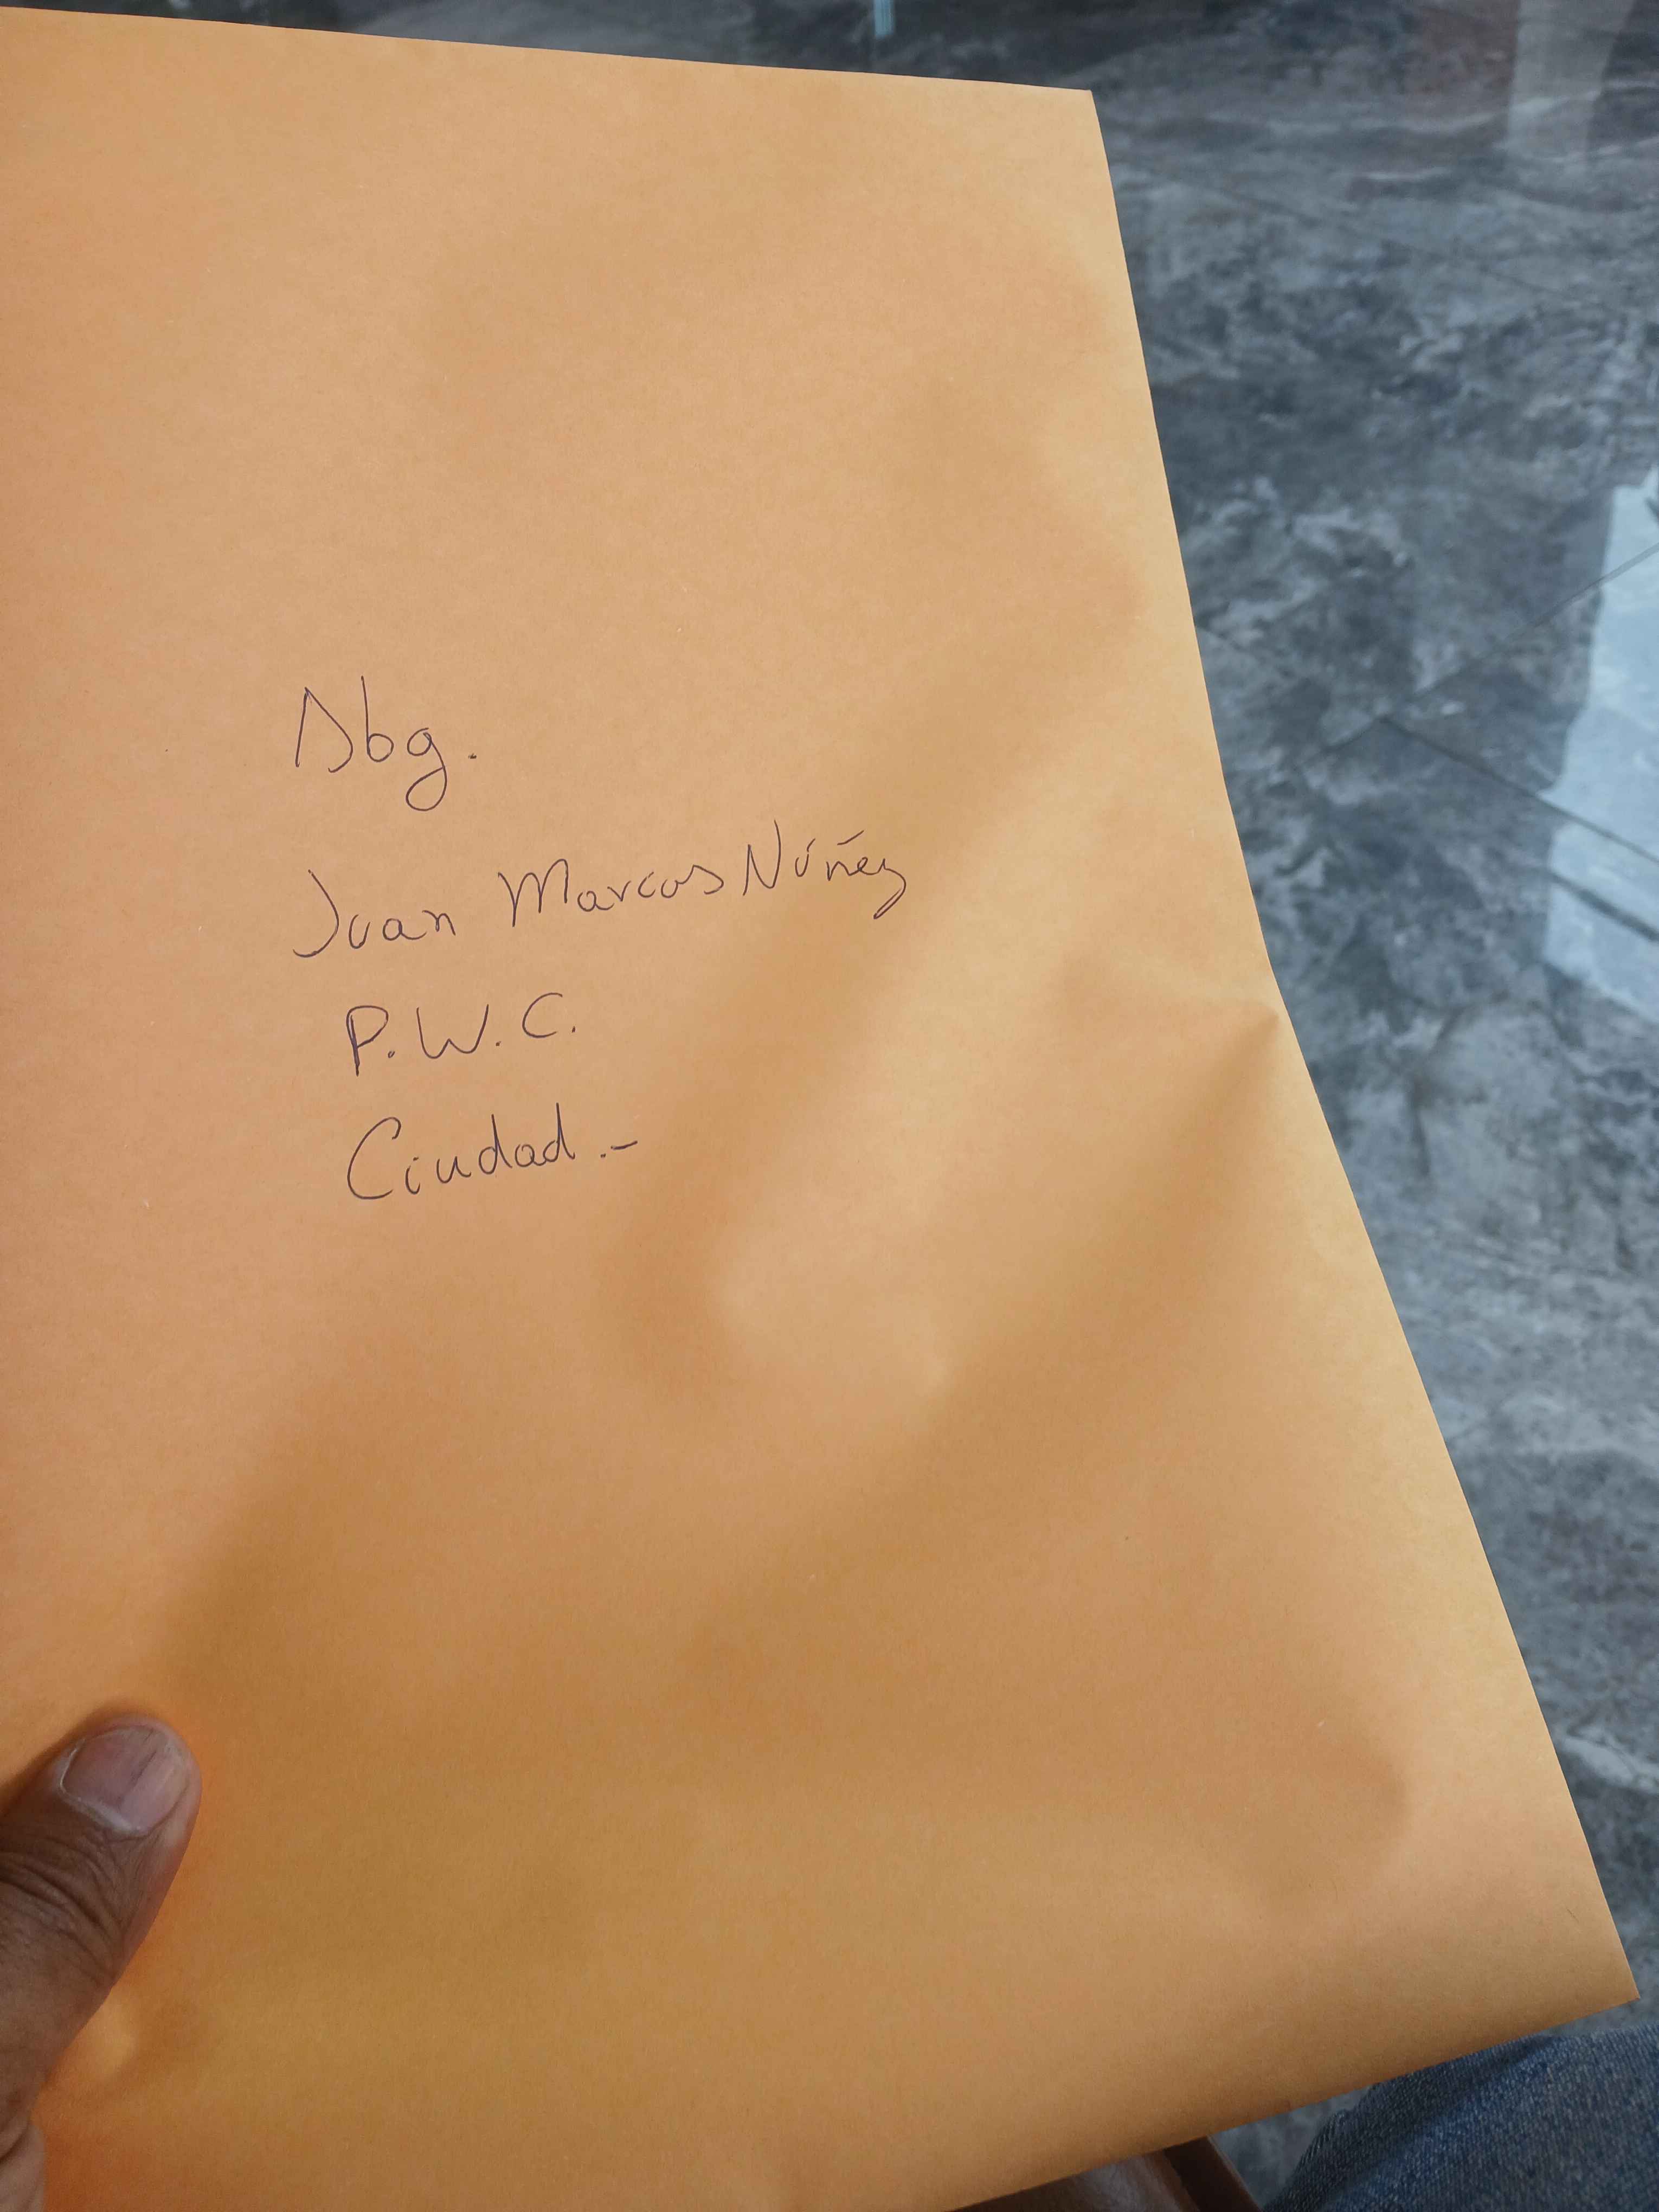 Abg.
Juan Marcos Núñez
P.W.C.
Ciudad.-